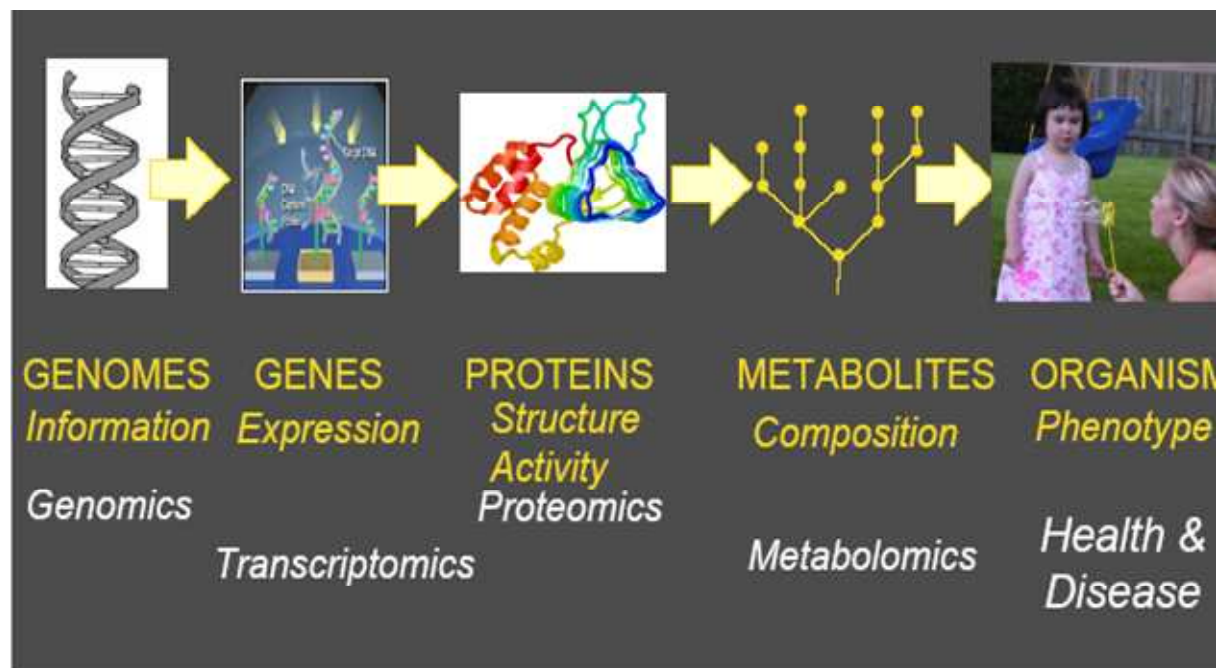 GENOMES GENES PROTEINS METABOLITES ORGANISM
Information Expression Structure Composition Phenotype
Activity
Genomics Proteomics
Transcriptomics Metabolomics Health &
Disease